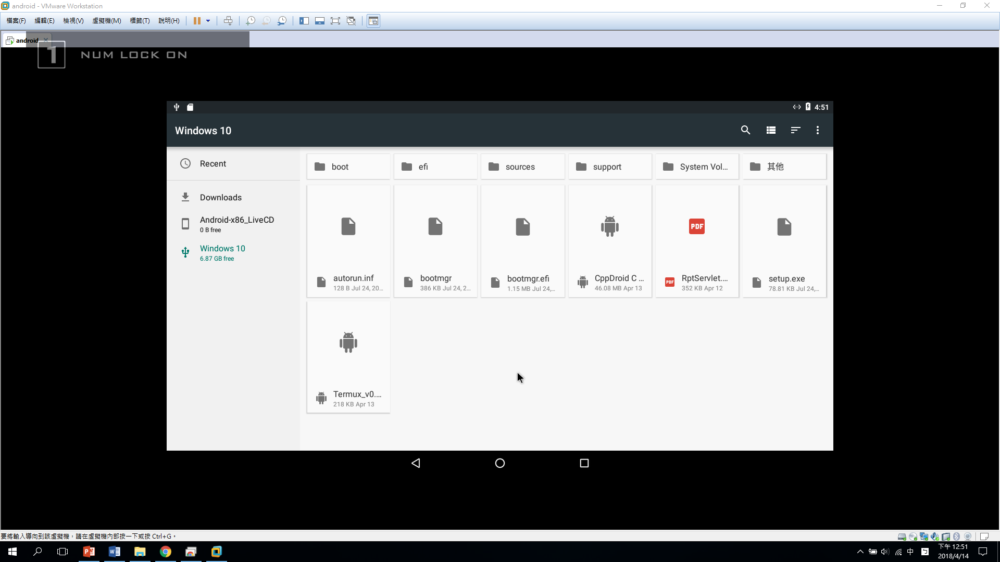 android - VMware Workstation
檔案(F) 編輯(E) 檢視(V) 虛擬機(M) 標籤(T) 說明(H)
android
1 NUM LOCK ON
4:51
Windows 10
Recent
Downloads
Android-x86_LiveCD
0 B free
Windows 10
6.87 GB free
boot
efi
sources
support
System Vol...
其他
autorun.inf
128 B Jul 24, 20...
bootmgr
386 KB Jul 24, 2...
bootmgr.efi
1.15 MB Jul 24,...
CppDroid C ...
46.08 MB Apr 13
PDF
PDF
RptServlet....
352 KB Apr 12
setup.exe
78.81 KB Jul 24,...
Termux_v0....
218 KB Apr 13
要將輸入導向到該虛擬機，請在虛擬機內部按一下或按 Ctrl+G。
中
ㄅ
下午 12:51
2018/4/14